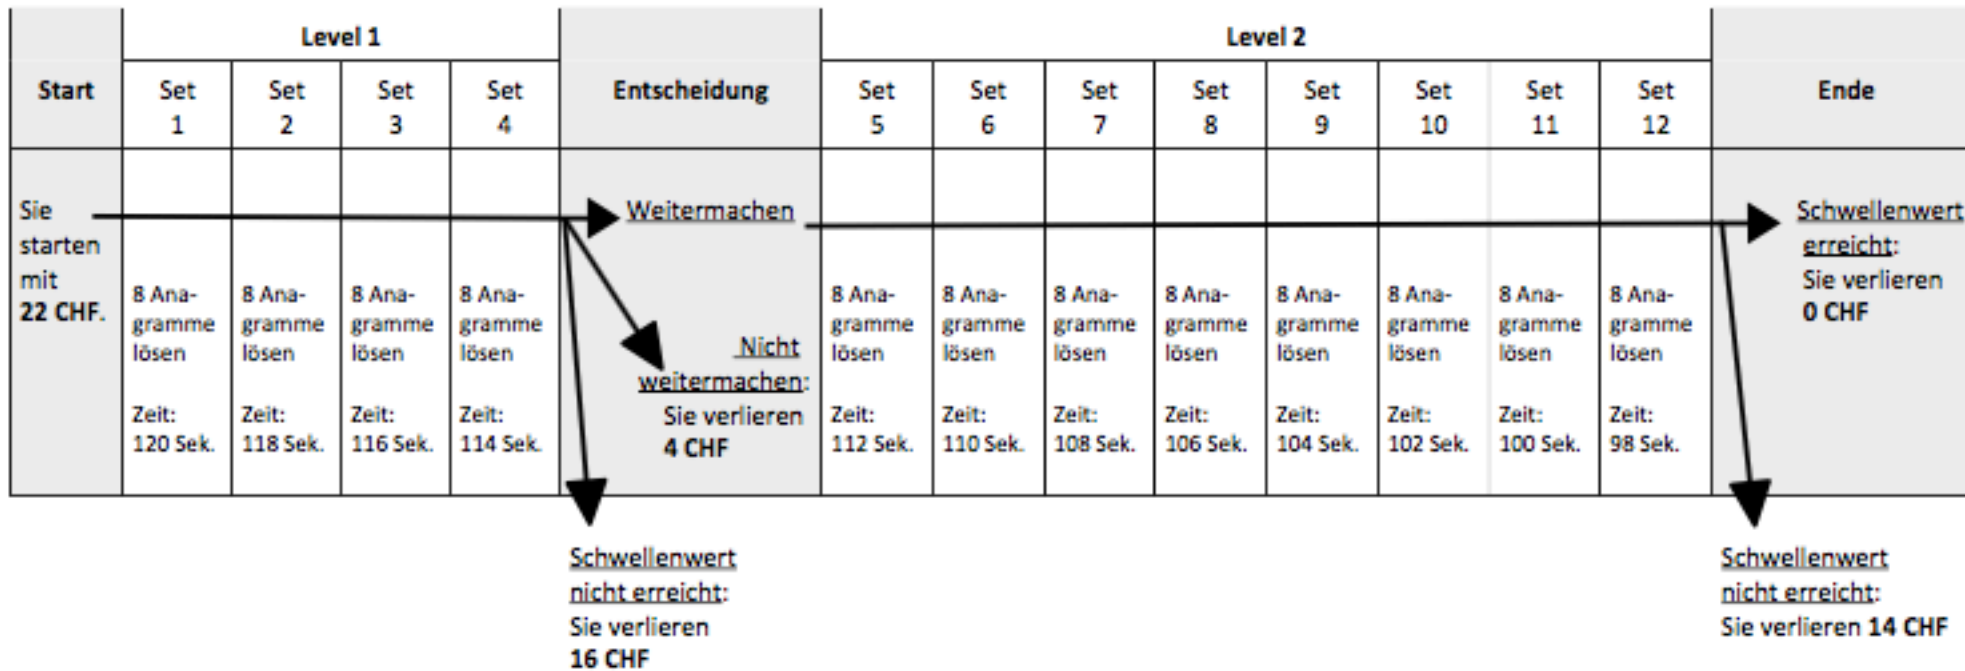 Level 1
Level 2
Start
Set
1
Set
2
Set
3
Set
4
Entscheidung
Set
5
Set
6
Set
7
Set
8
Set
9
Set
10
Set
11
Set
12
Ende
Sie
starten
mit
22 CHF.
8 Ana-
gramme
lösen
Zeit:
120 Sek.
8 Ana-
gramme
lösen
Zeit:
118 Sek.
8 Ana-
gramme
lösen
Zeit:
116 Sek.
8 Ana-
gramme
lösen
Zeit:
114 Sek.
Weitermachen
Nicht
weitermachen:
Sie verlieren
4 CHF
Schwellenwert
nicht erreicht:
Sie verlieren
16 CHF
8 Ana-
gramme
lösen
Zeit:
112 Sek.
8 Ana-
gramme
lösen
Zeit:
110 Sek.
8 Ana-
gramme
lösen
Zeit:
108 Sek.
8 Ana-
gramme
lösen
Zeit:
106 Sek.
8 Ana-
gramme
lösen
Zeit:
104 Sek.
8 Ana-
gramme
lösen
Zeit:
102 Sek.
8 Ana-
gramme
lösen
Zeit:
100 Sek.
8 Ana-
gramme
lösen
Zeit:
98 Sek.
Schwellenwert
erreicht:
Sie verlieren
0 CHF
Schwellenwert
nicht erreicht:
Sie verlieren 14 CHF